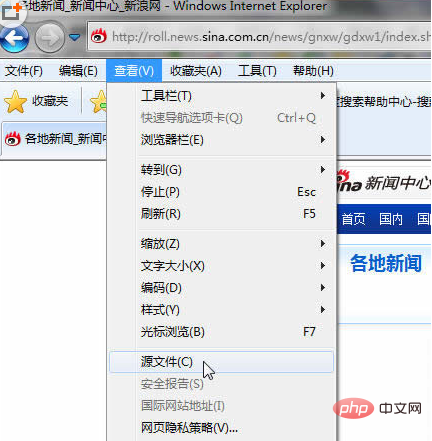 各地新闻_新闻中心_新浪网 - Windows Internet Explorer
http://roll.news.sina.com.cn/news/gnxw/gdxw1/index.sh
文件(F) 编辑(E) 查看(V) 收藏夹(A) 工具(T) 帮助(H)
收藏夹
搜索帮助中心-搜
各地新闻_新闻中
工具栏(T)
快速导航选项卡(Q) Ctrl+Q
浏览器栏(E)
转到(G)
停止(P) Esc
刷新(R) F5
缩放(Z)
文字大小(X)
编码(D)
样式(Y)
光标浏览(B) F7
源文件(C)
安全报告(S)
国际网站地址(I)
网页隐私策略(V)...
ina 新闻中心
首页 国内 国
各地新闻
php 中文网